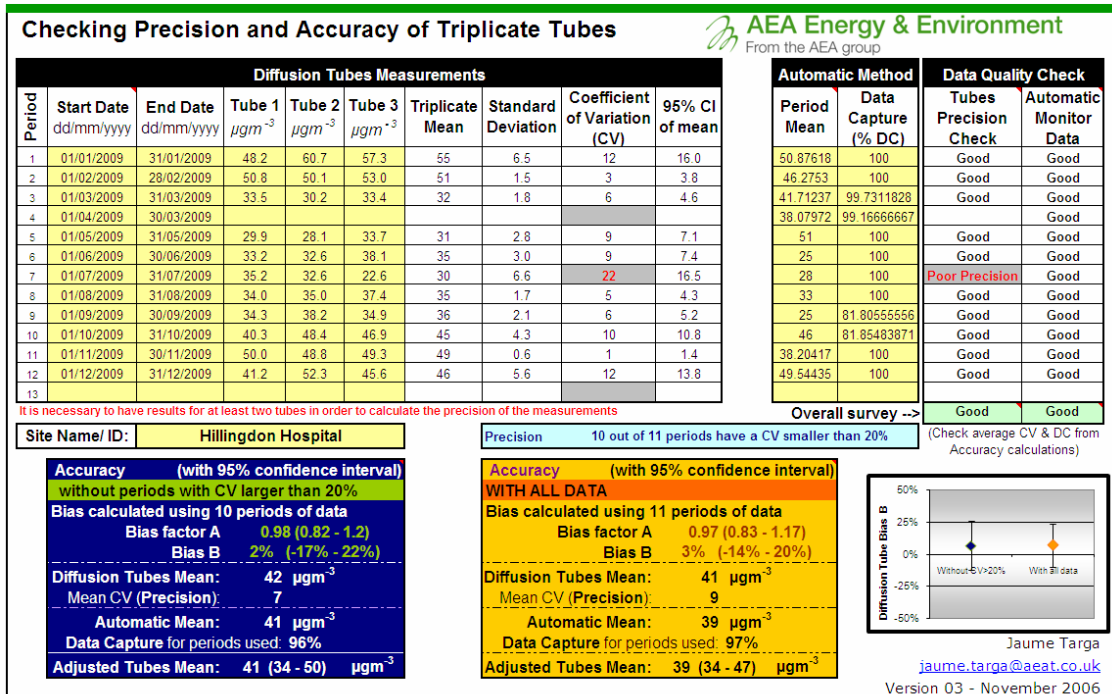 Checking Precision and Accuracy of Triplicate Tubes
AEA Energy & Environment
From the AEA group
Diffusion Tubes Measurements
Automatic Method
Data Quality Check
Period | Start Date dd/mm/yyyy | End Date dd/mm/yyyy | Tube 1 µgm-3 | Tube 2 µgm-3 | Tube 3 µgm-3 | Triplicate Mean | Standard Deviation | Coefficient of Variation (CV) | 95% CI of mean | Period Mean | Data Capture (% DC) | Tubes Precision Check | Automatic Monitor Data
1 01/01/2009 31/01/2009 48.2 60.7 57.3 55 6.5 12 16.0 50.87618 100 Good Good
2 01/02/2009 28/02/2009 50.8 50.1 53.0 51 1.5 3 3.8 46.2753 100 Good Good
3 01/03/2009 31/03/2009 33.5 30.2 33.4 32 1.8 6 4.6 41.71237 99.7311828 Good Good
4 01/04/2009 30/03/2009 38.07972 99.16666667 Good
5 01/05/2009 31/05/2009 29.9 28.1 33.7 31 2.8 9 7.1 51 100 Good Good
6 01/06/2009 30/06/2009 33.2 32.6 38.1 35 3.0 9 7.4 25 100 Good Good
7 01/07/2009 31/07/2009 35.2 32.6 22.6 30 6.6 22 16.5 28 100 Poor Precision Good
8 01/08/2009 31/08/2009 34.0 35.0 37.4 35 1.7 5 4.3 33 100 Good Good
9 01/09/2009 30/09/2009 34.3 38.2 34.9 36 2.1 6 5.2 25 81.80555556 Good Good
10 01/10/2009 31/10/2009 40.3 48.4 46.9 45 4.3 10 10.8 46 81.85483871 Good Good
11 01/11/2009 30/11/2009 50.0 48.8 49.3 49 0.6 1 1.4 38.20417 100 Good Good
12 01/12/2009 31/12/2009 41.2 52.3 45.6 46 5.6 12 13.8 49.54435 100 Good Good
13
It is necessary to have results for at least two tubes in order to calculate the precision of the measurements
Overall survey --> Good Good
Site Name/ ID: Hillingdon Hospital
Precision 10 out of 11 periods have a CV smaller than 20%
(Check average CV & DC from
Accuracy calculations)
Accuracy (with 95% confidence interval)
without periods with CV larger than 20%
Bias calculated using 10 periods of data
Bias factor A 0.98 (0.82 - 1.2)
Bias B 2% (-17% - 22%)
Diffusion Tubes Mean: 42 µgm-3
Mean CV (Precision): 7
Automatic Mean: 41 µgm-3
Data Capture for periods used: 96%
Adjusted Tubes Mean: 41 (34 - 50) µgm-3
Accuracy (with 95% confidence interval)
WITH ALL DATA
Bias calculated using 11 periods of data
Bias factor A 0.97 (0.83 - 1.17)
Bias B 3% (-14% - 20%)
Diffusion Tubes Mean: 41 µgm-3
Mean CV (Precision): 9
Automatic Mean: 39 µgm-3
Data Capture for periods used: 97%
Adjusted Tubes Mean: 39 (34 - 47) µgm-3
Diffusion Tube Bias B
50%
25%
0%
-25%
-50%
Without CV>20%
With all data
Jaume Targa
jaume.targa@aeat.co.uk
Version 03 - November 2006